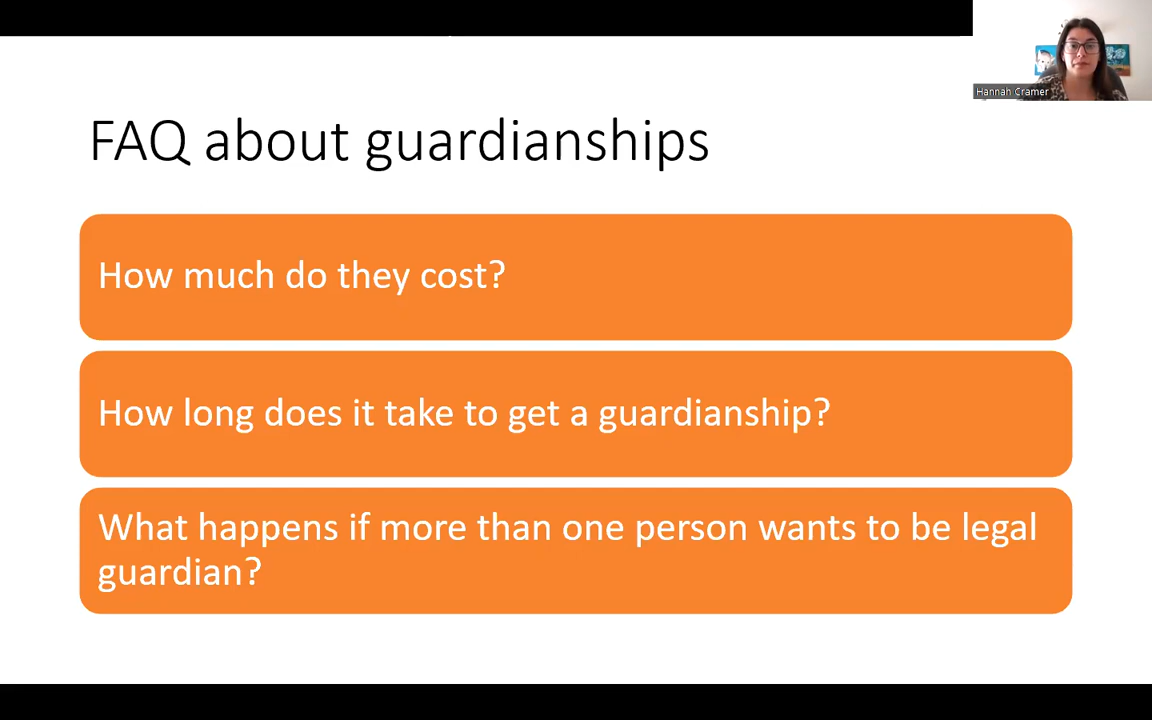 Hannah Cramer
FAQ about guardianships
How much do they cost?
How long does it take to get a guardianship?
What happens if more than one person wants to be legal
guardian?